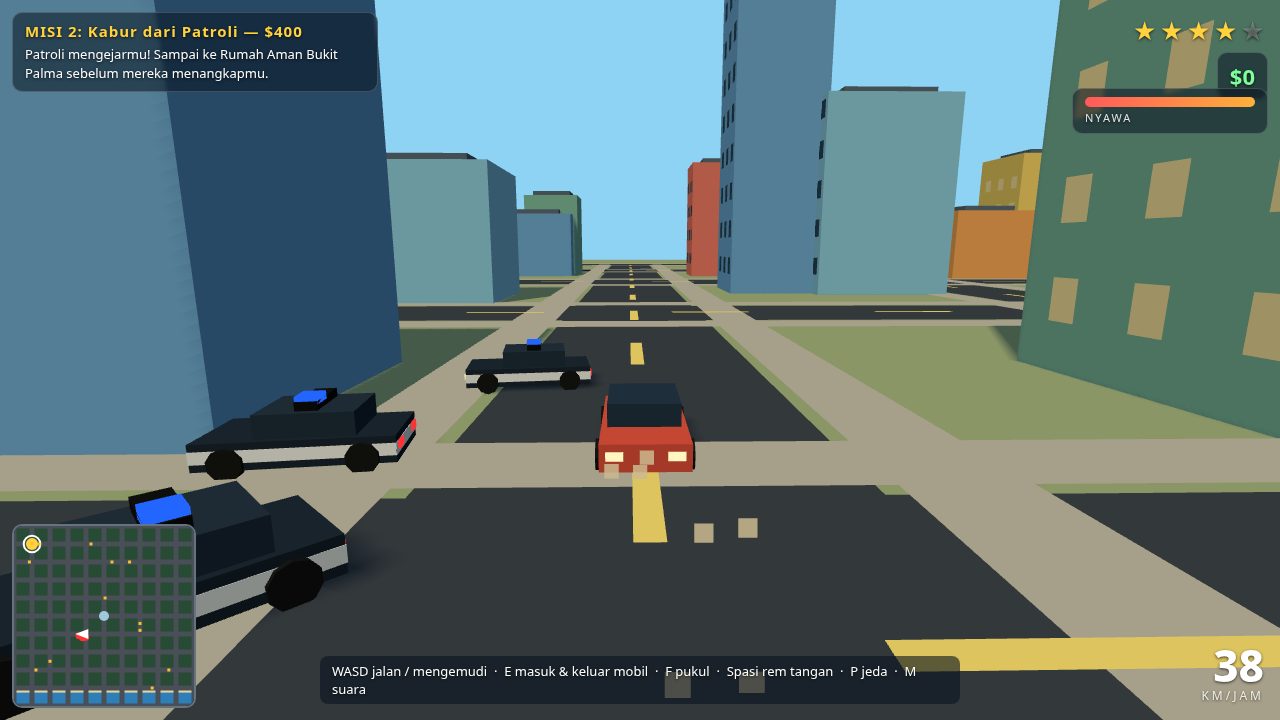 MISI 2: Kabur dari Patroli — $400
Patroli mengejarmu! Sampai ke Rumah Aman Bukit
Palma sebelum mereka menangkapmu.
★ ★ ★ ★ ★
$0
NYAWA
WASD jalan / mengemudi · E masuk & keluar mobil · F pukul · Spasi rem tangan · P jeda · M
suara
38
KM/JAM